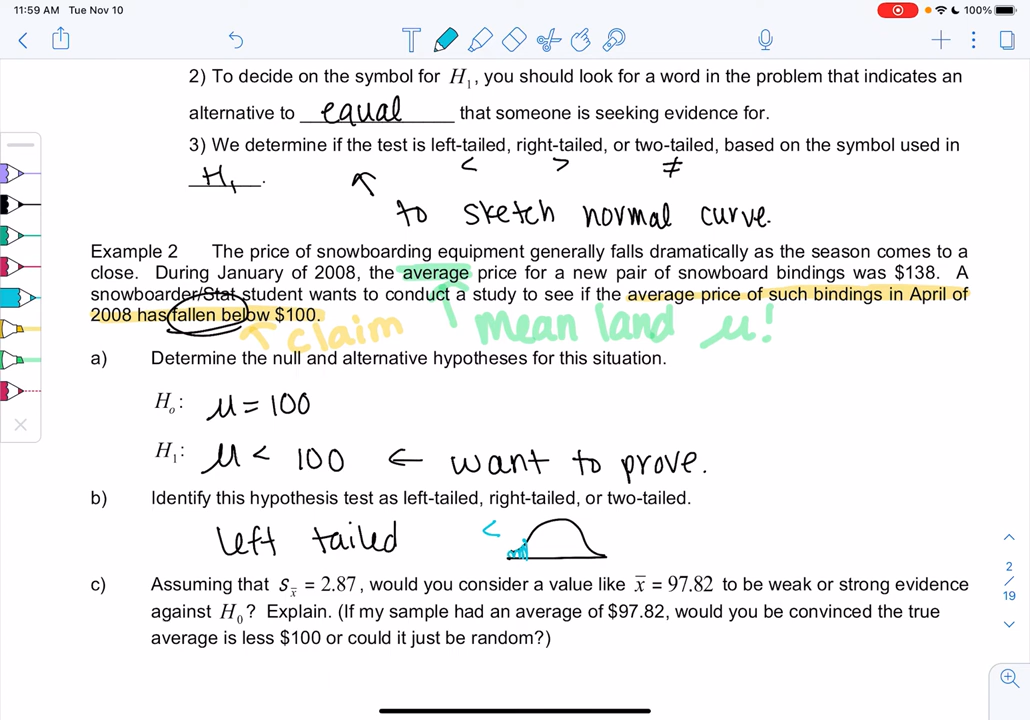 11:59 AM Tue Nov 10
100%
2) To decide on the symbol for H₁, you should look for a word in the problem that indicates an
alternative to equal that someone is seeking evidence for.
3) We determine if the test is left-tailed, right-tailed, or two-tailed, based on the symbol used in
< > ≠
H₁.
to sketch normal curve.
Example 2 The price of snowboarding equipment generally falls dramatically as the season comes to a
close. During January of 2008, the average price for a new pair of snowboard bindings was $138. A
snowboarder/Stat student wants to conduct a study to see if the average price of such bindings in April of
2008 has fallen below $100.
claim mean land μ!
a) Determine the null and alternative hypotheses for this situation.
H₀: μ = 100
H₁: μ < 100 ← want to prove.
b) Identify this hypothesis test as left-tailed, right-tailed, or two-tailed.
left tailed <
c) Assuming that s_x̄ = 2.87, would you consider a value like x̄ = 97.82 to be weak or strong evidence
against H₀? Explain. (If my sample had an average of $97.82, would you be convinced the true
average is less $100 or could it just be random?)
2
/
19